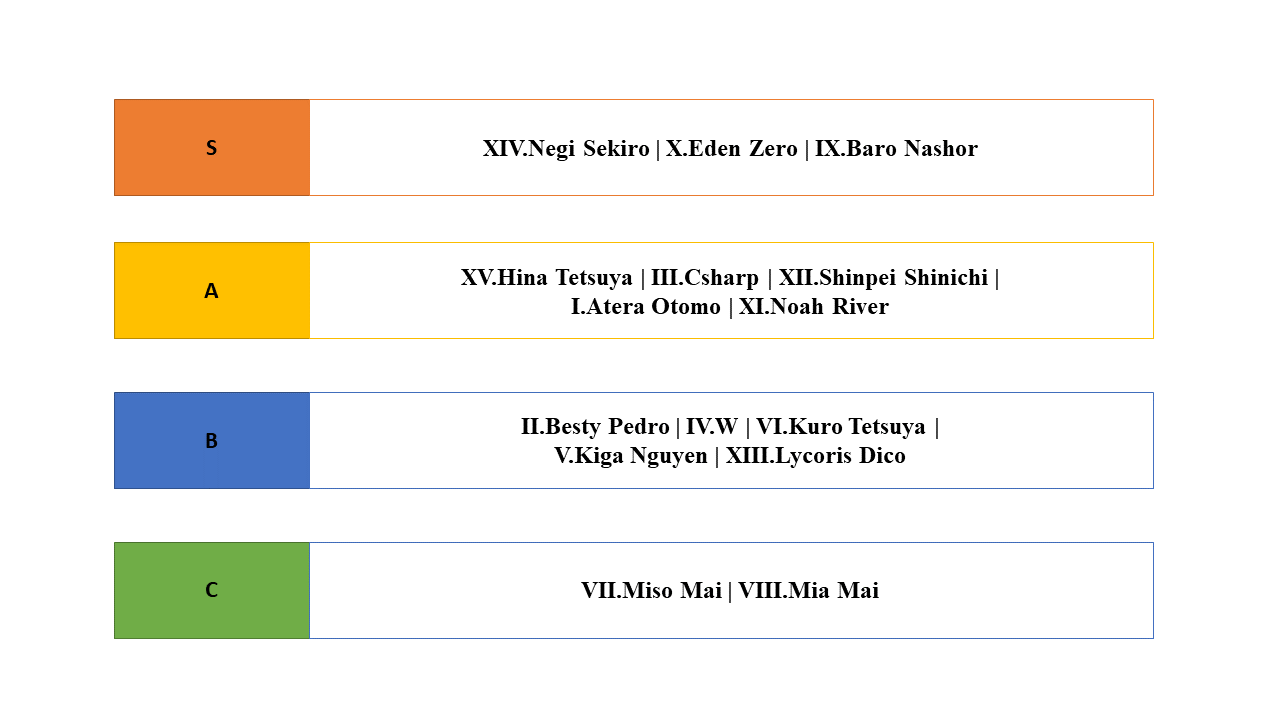 S
XIV.Negi Sekiro | X.Eden Zero | IX.Baro Nashor
A
XV.Hina Tetsuya | III.Csharp | XII.Shinpei Shinichi |
I.Atera Otomo | XI.Noah River
B
II.Besty Pedro | IV.W | VI.Kuro Tetsuya |
V.Kiga Nguyen | XIII.Lycoris Dico
C
VII.Miso Mai | VIII.Mia Mai